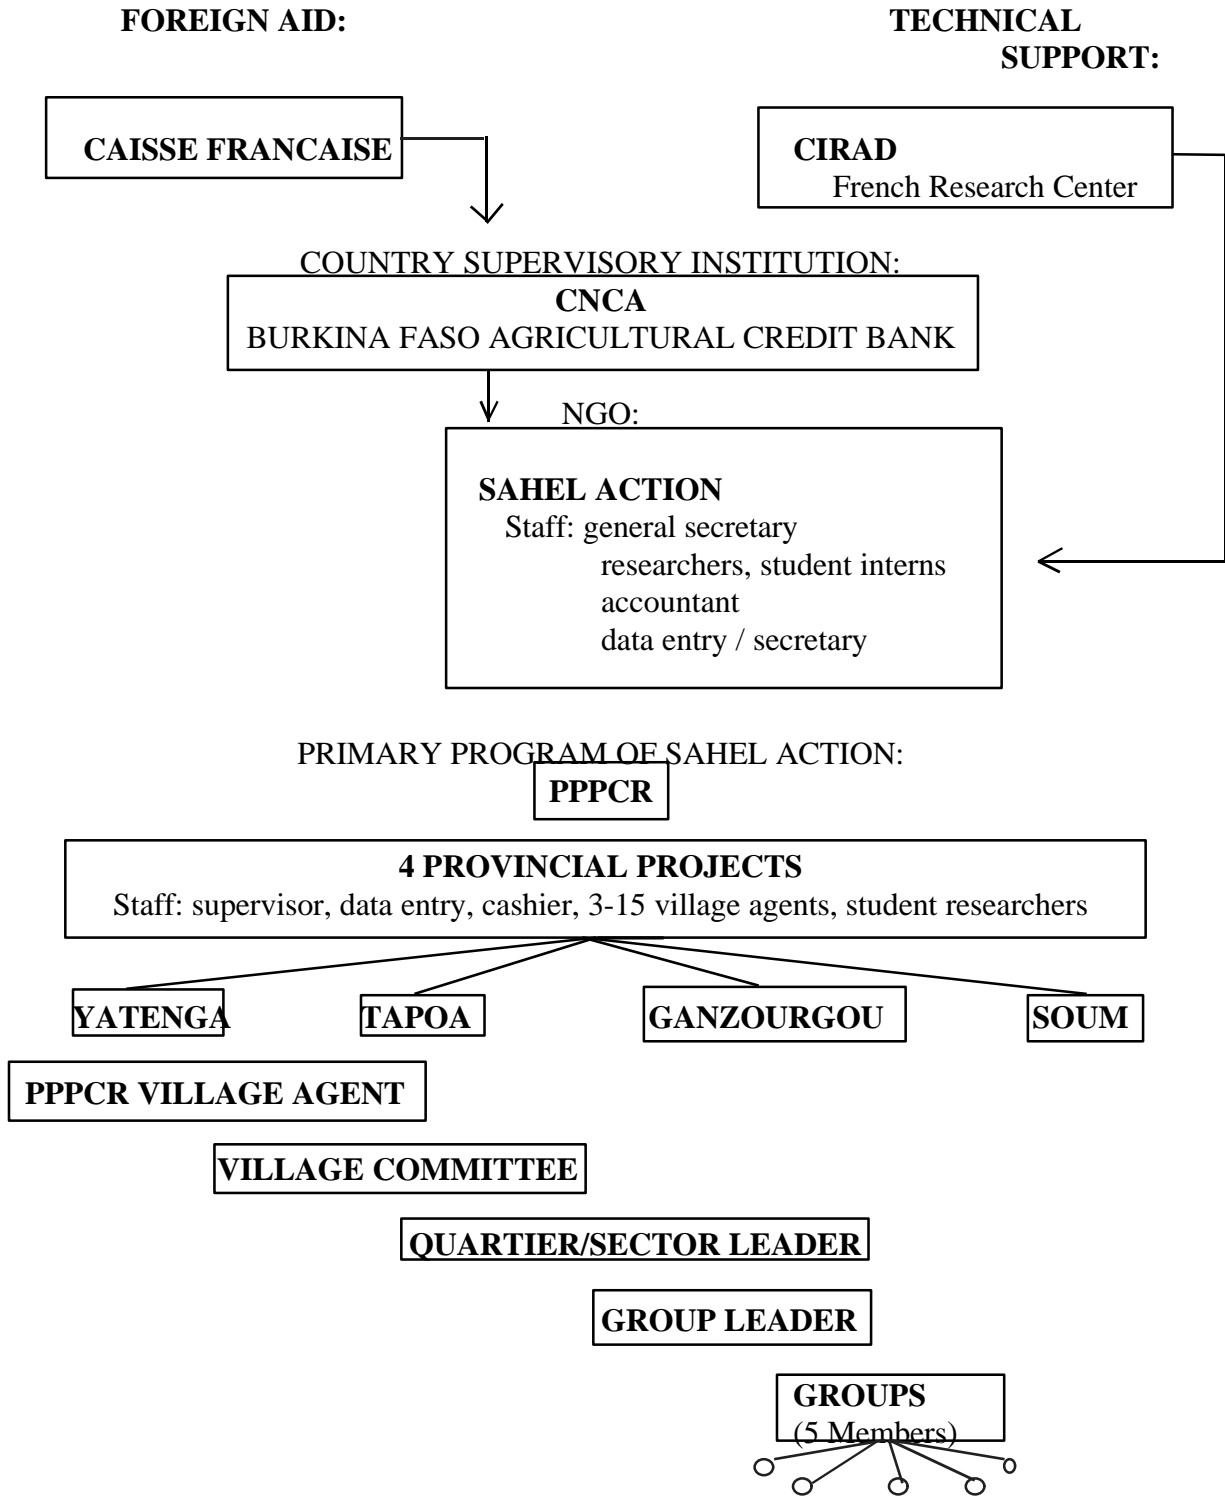 FOREIGN AID:
TECHNICAL
SUPPORT:
CAISSE FRANCAISE
CIRAD
French Research Center
COUNTRY SUPERVISORY INSTITUTION:
CNCA
BURKINA FASO AGRICULTURAL CREDIT BANK
NGO:
SAHEL ACTION
Staff: general secretary
researchers, student interns
accountant
data entry / secretary
PRIMARY PROGRAM OF SAHEL ACTION:
PPPCR
4 PROVINCIAL PROJECTS
Staff: supervisor, data entry, cashier, 3-15 village agents, student researchers
YATENGA
TAPOA
GANZOURGOU
SOUM
PPPCR VILLAGE AGENT
VILLAGE COMMITTEE
QUARTIER/SECTOR LEADER
GROUP LEADER
GROUPS
(5 Members)